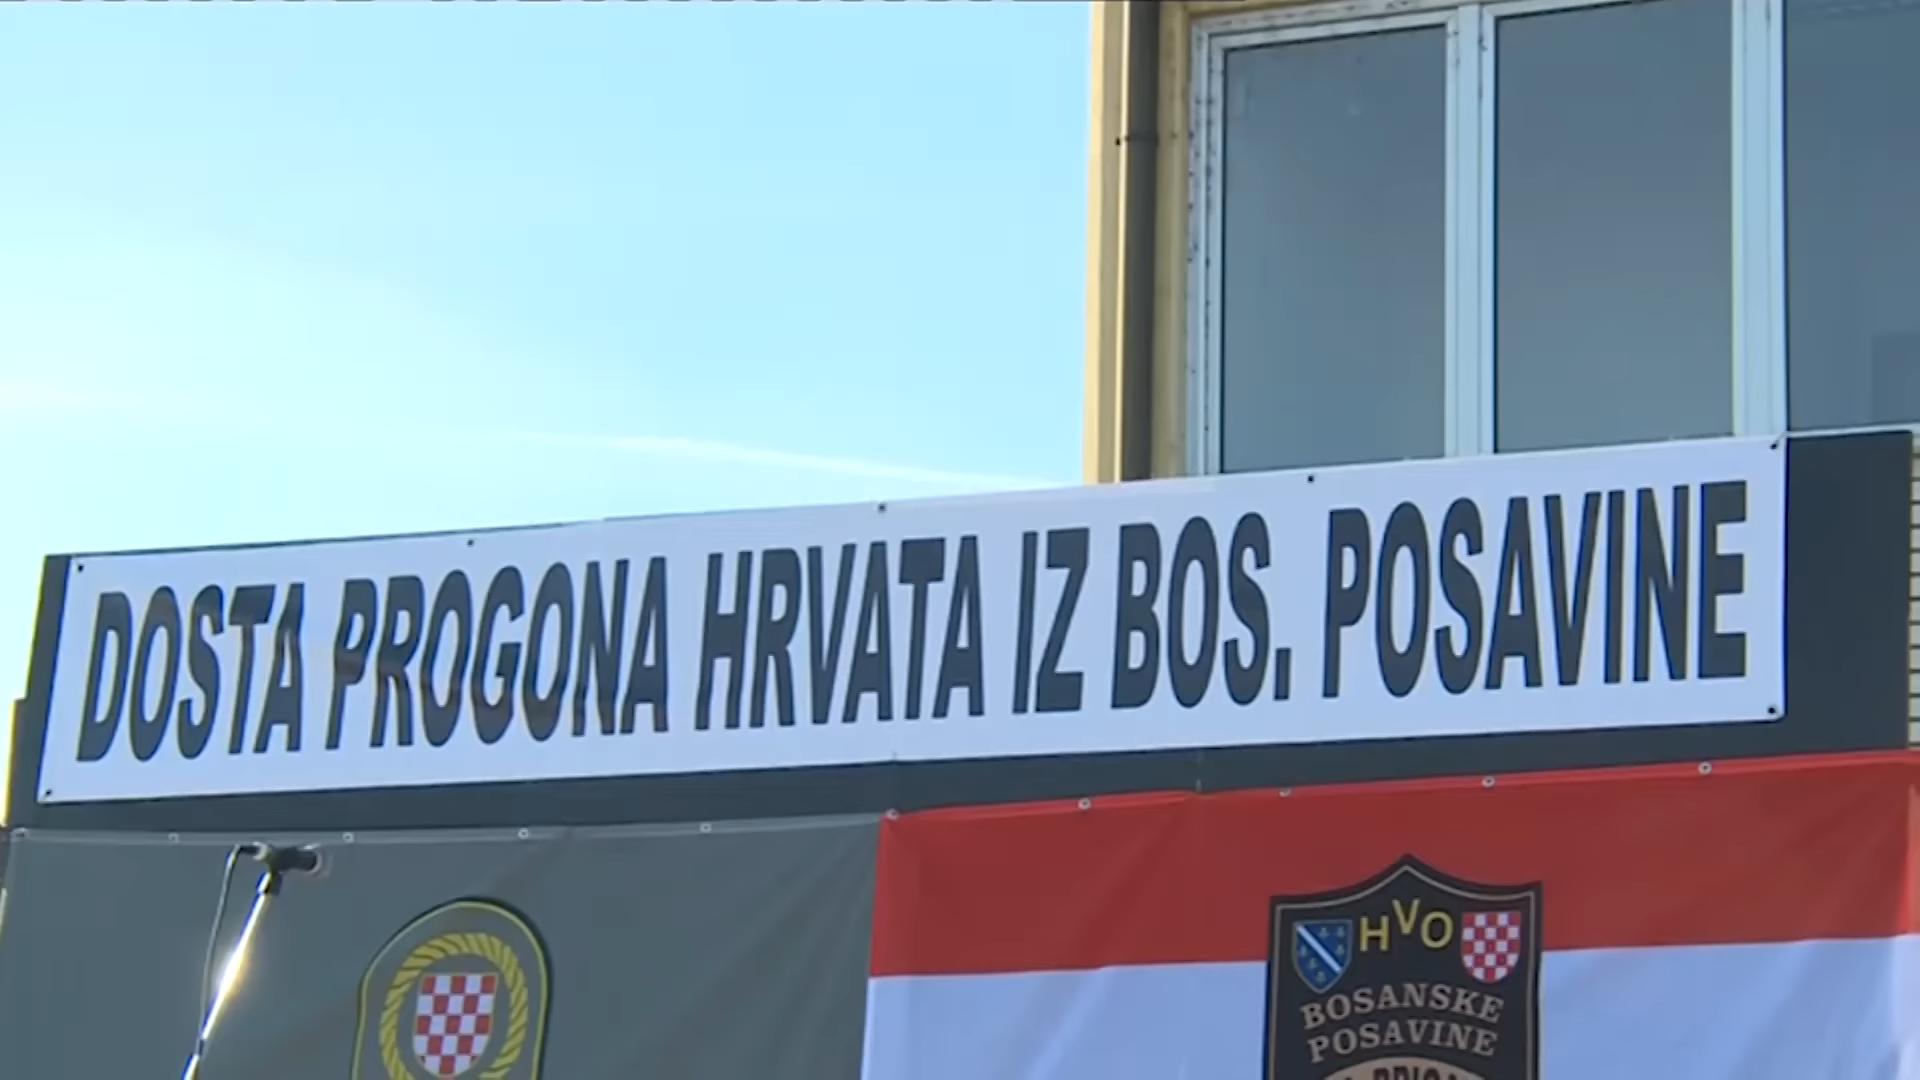 DOSTA PROGONA HRVATA IZ BOS. POSAVINE
HVO
BOSANSKE
POSAVINE